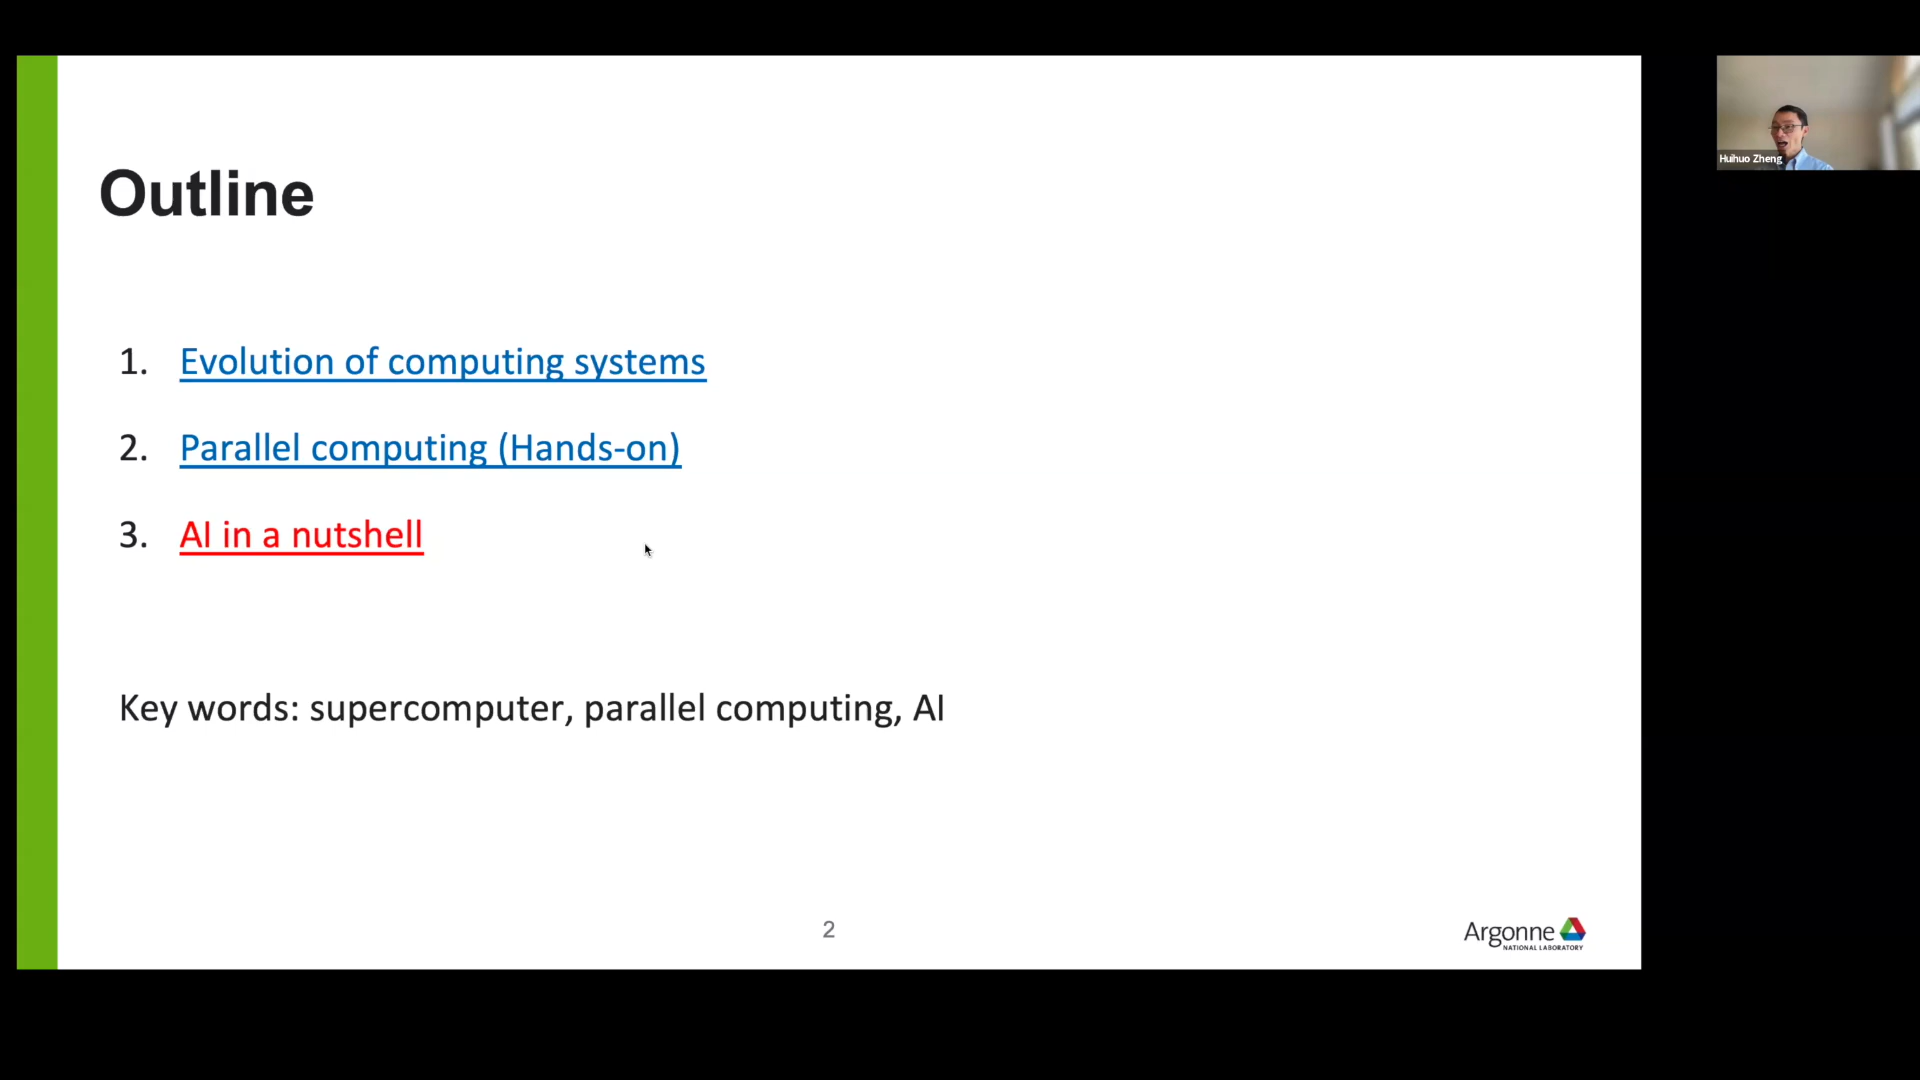 Outline
1. Evolution of computing systems
2. Parallel computing (Hands-on)
3. AI in a nutshell
Key words: supercomputer, parallel computing, AI
2
Argonne
NATIONAL LABORATORY
Huihuo Zheng